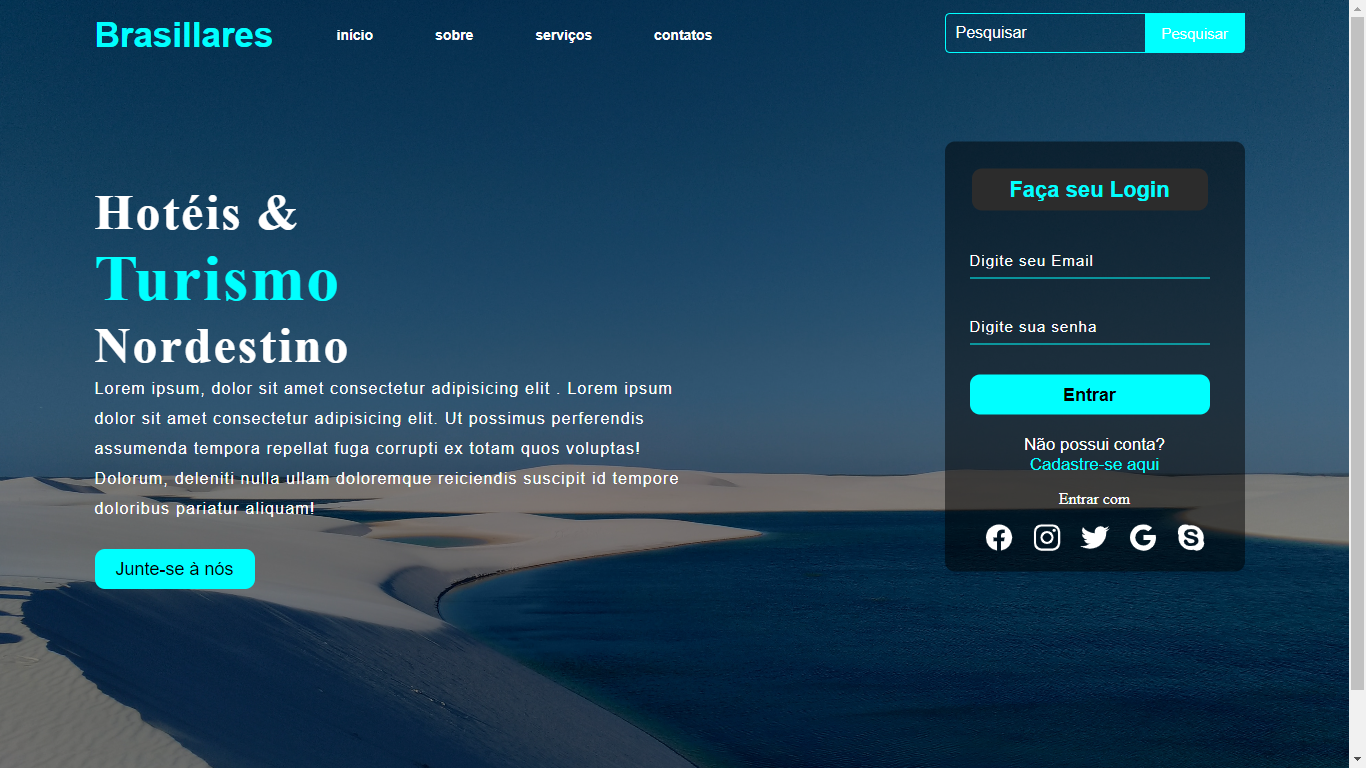 Brasillares
início
sobre
serviços
contatos
Pesquisar
Pesquisar
Hotéis &
Turismo
Nordestino
Lorem ipsum, dolor sit amet consectetur adipisicing elit . Lorem ipsum
dolor sit amet consectetur adipisicing elit. Ut possimus perferendis
assumenda tempora repellat fuga corrupti ex totam quos voluptas!
Dolorum, deleniti nulla ullam doloremque reiciendis suscipit id tempore
doloribus pariatur aliquam!
Junte-se à nós
Faça seu Login
Digite seu Email
Digite sua senha
Entrar
Não possui conta?
Cadastre-se aqui
Entrar com